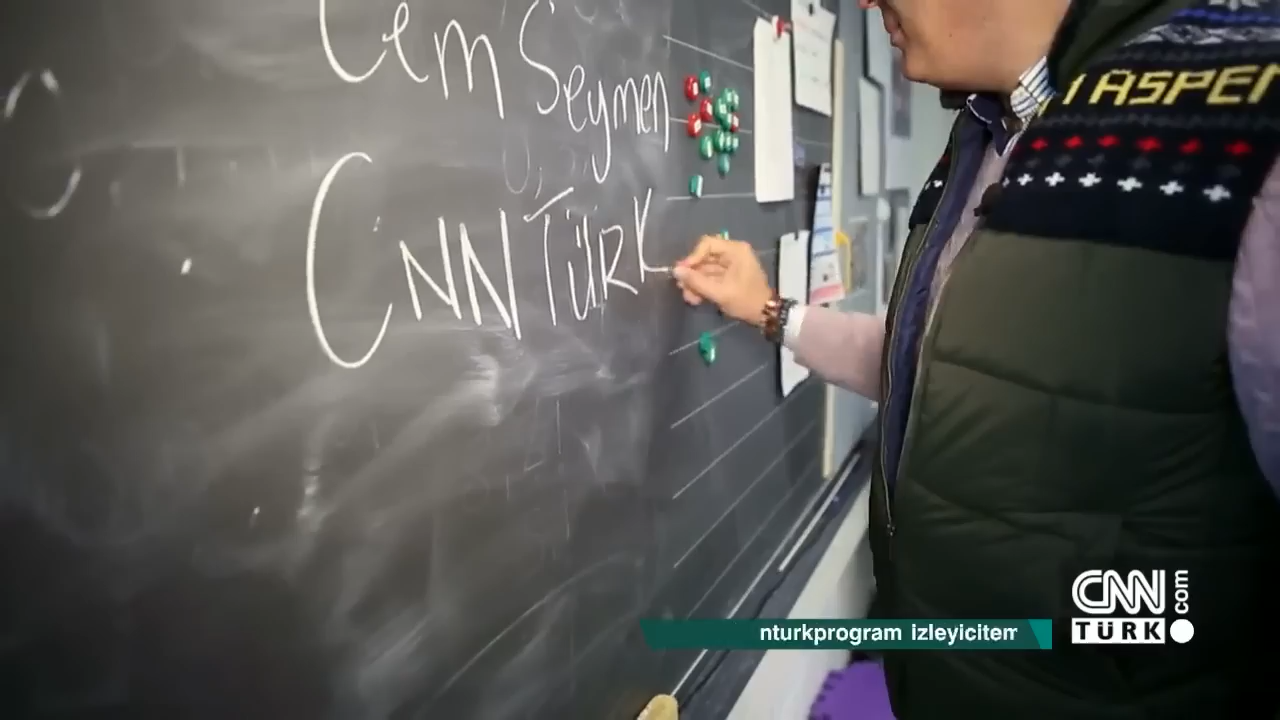 Cem Seymen
CNN TÜRK
ASPEN
nturkprogram izleyicitem
CNN
TÜRK
.com